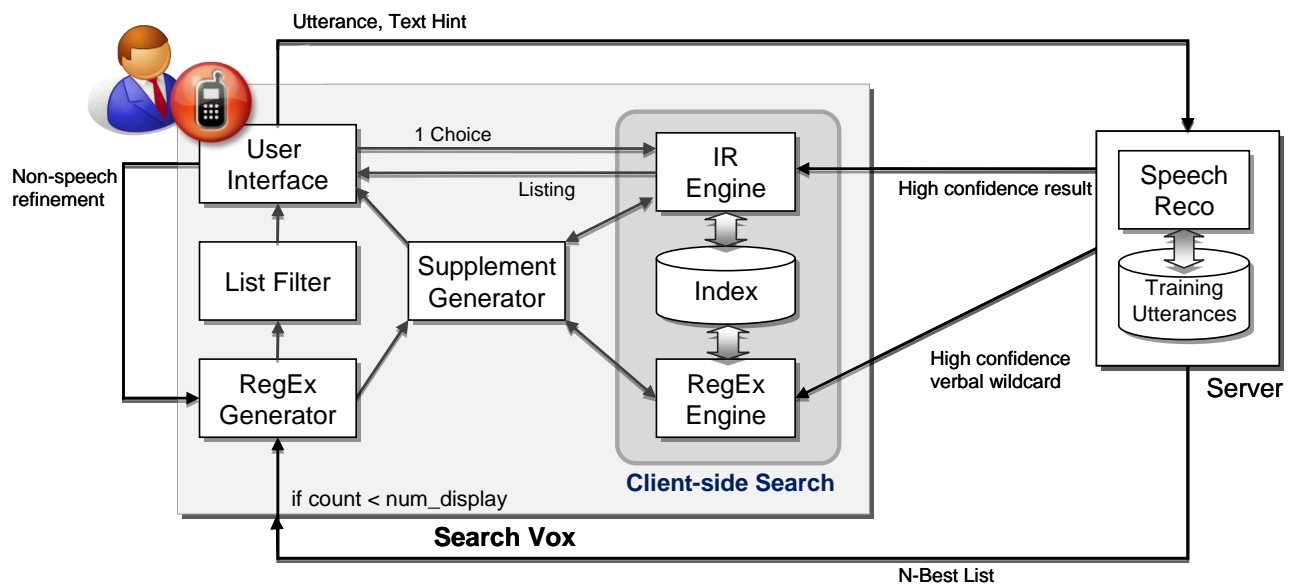 Utterance, Text Hint
User
Interface
1 Choice
Listing
IR
Engine
Non-speech
refinement
High confidence result
Speech
Reco
List Filter
Supplement
Generator
Index
Training
Utterances
RegEx
Generator
RegEx
Engine
High confidence
verbal wildcard
Server
Client-side Search
if count < num_display
Search Vox
N-Best List